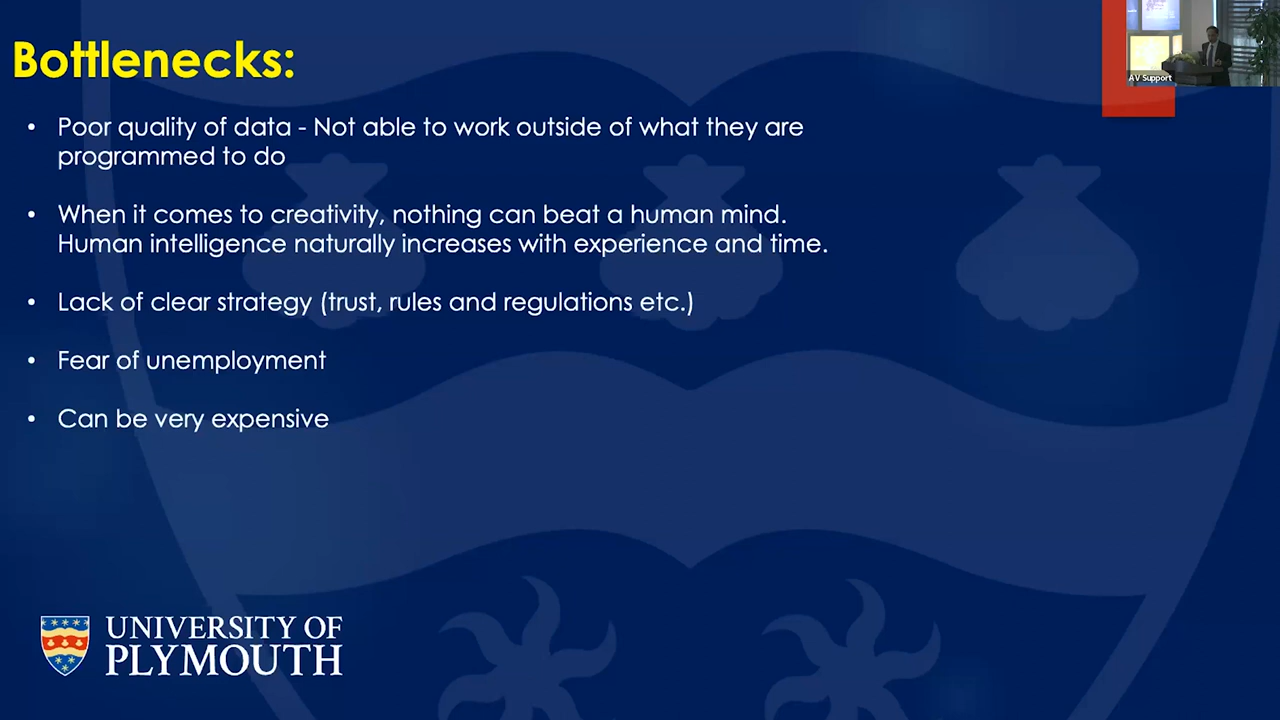 Bottlenecks:
• Poor quality of data - Not able to work outside of what they are
programmed to do
• When it comes to creativity, nothing can beat a human mind.
Human intelligence naturally increases with experience and time.
• Lack of clear strategy (trust, rules and regulations etc.)
• Fear of unemployment
• Can be very expensive
AV Support
UNIVERSITY OF
PLYMOUTH